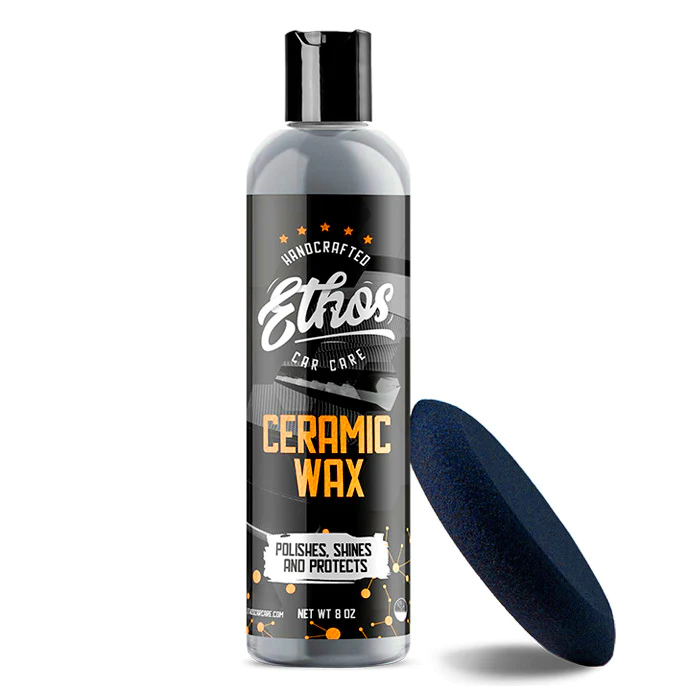 HANDCRAFTED
Ethos
CAR CARE
CERAMIC
WAX
POLISHES, SHINES
AND PROTECTS
NET WT 8 OZ